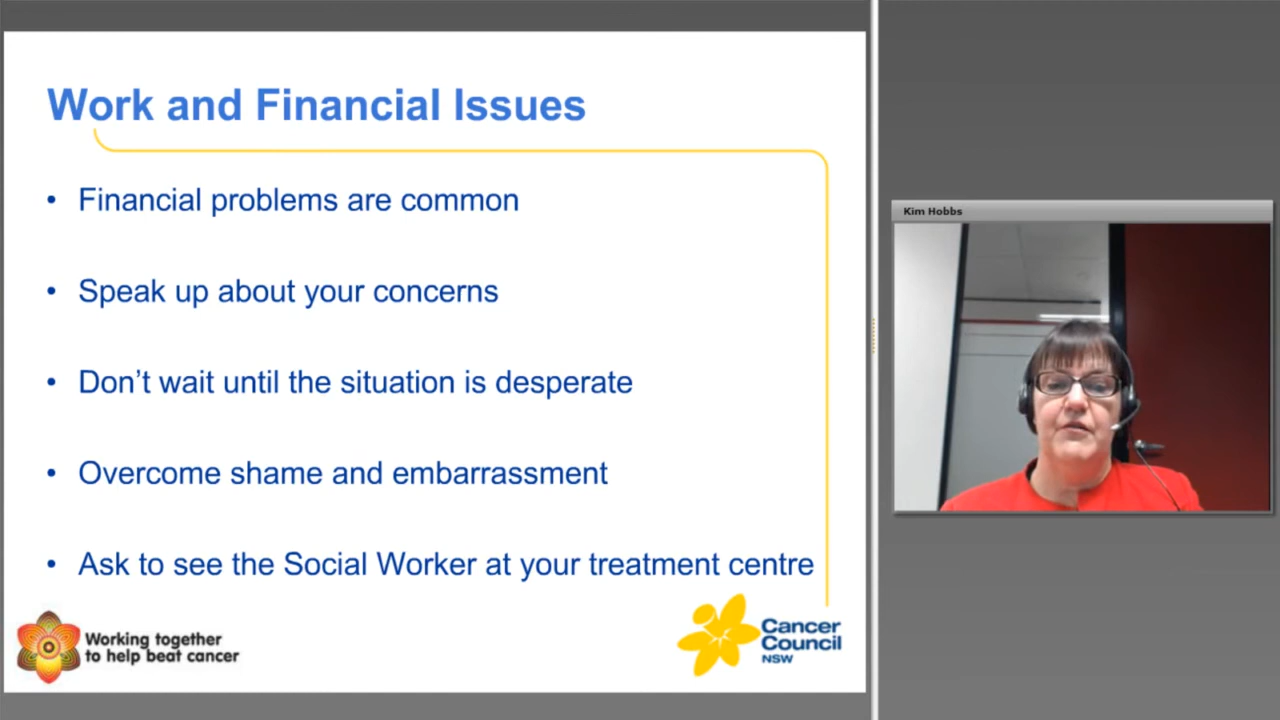 Work and Financial Issues
• Financial problems are common
• Speak up about your concerns
• Don't wait until the situation is desperate
• Overcome shame and embarrassment
• Ask to see the Social Worker at your treatment centre
Working together
to help beat cancer
Cancer
Council
NSW
Kim Hobbs